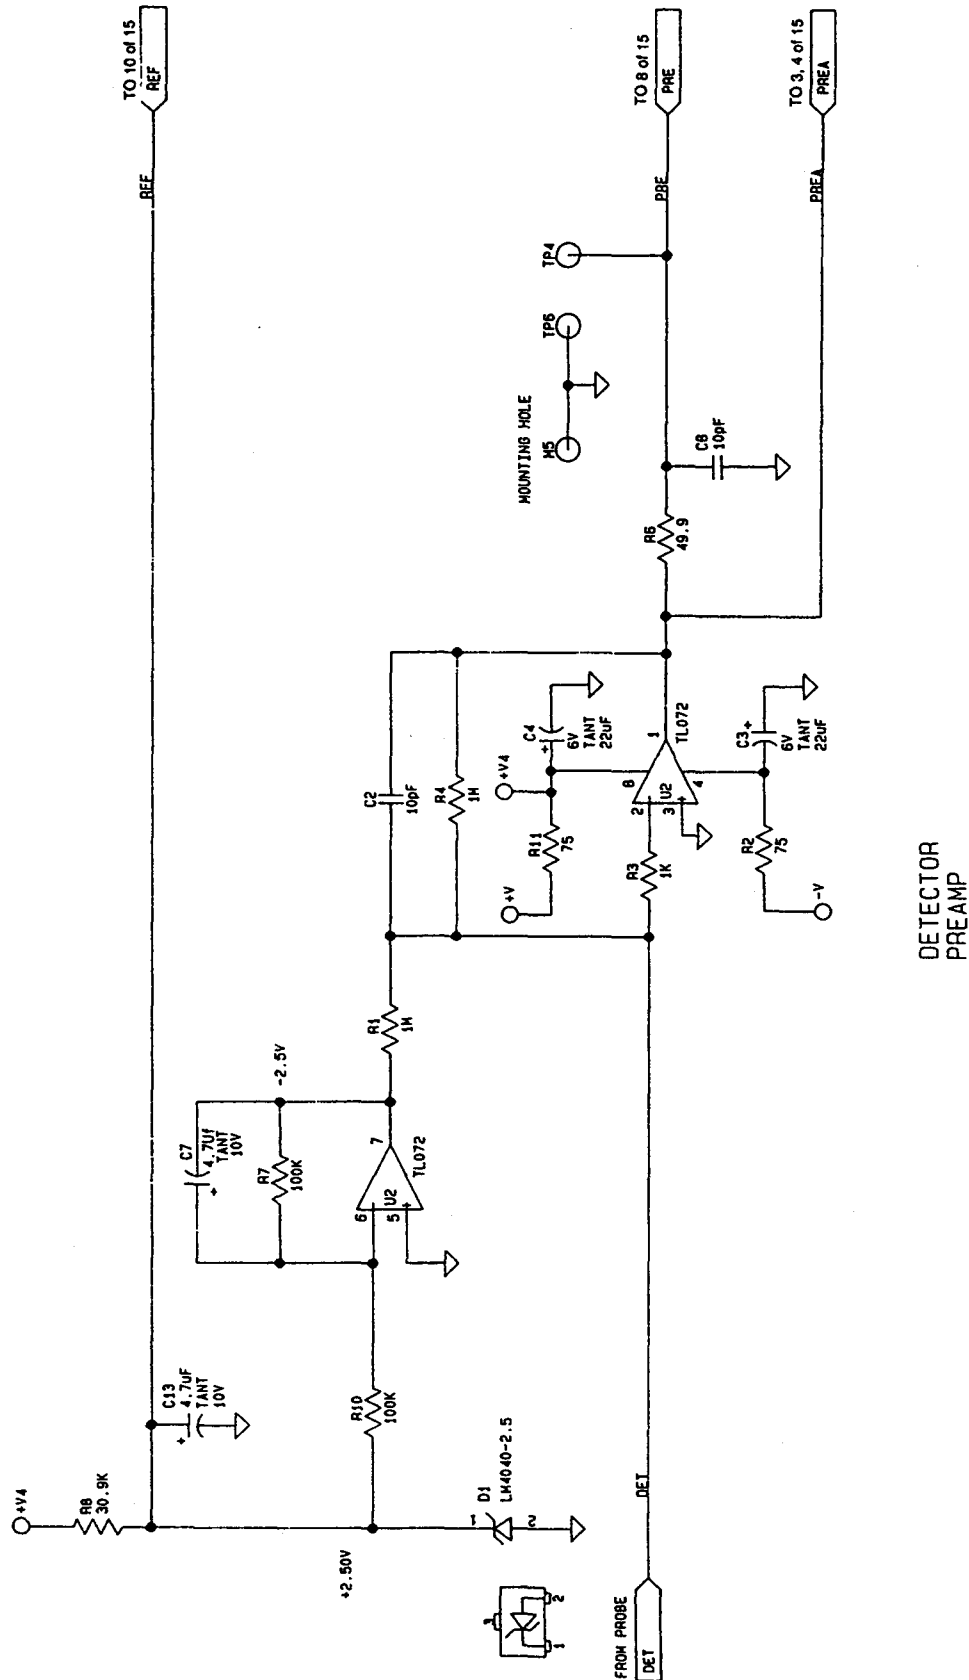 +V4
R8
30.9K
+2.50V
C13
4.7uF
TANT
10V
+
REF
TO 10 of 15
REF
C7
4.7Uf
TANT
10V
+
R7
100K
-2.5V
R10
100K
6
5
7
U2
TL072
R1
1M
C2
10pF
R4
1M
D1
LM4040-2.5
1
2
3
1
2
+V
R11
75
+V4
C4
6V
TANT
22uF
+
MOUNTING HOLE
M5
TP6
TP4
FROM PROBE
DET
DET
R3
1K
2
3
8
4
1
U2
TL072
R6
49.9
C8
10pF
PRE
TO 8 of 15
PRE
-V
R2
75
C3
+
6V
TANT
22uF
PREA
TO 3, 4 of 15
PREA
DETECTOR
PREAMP